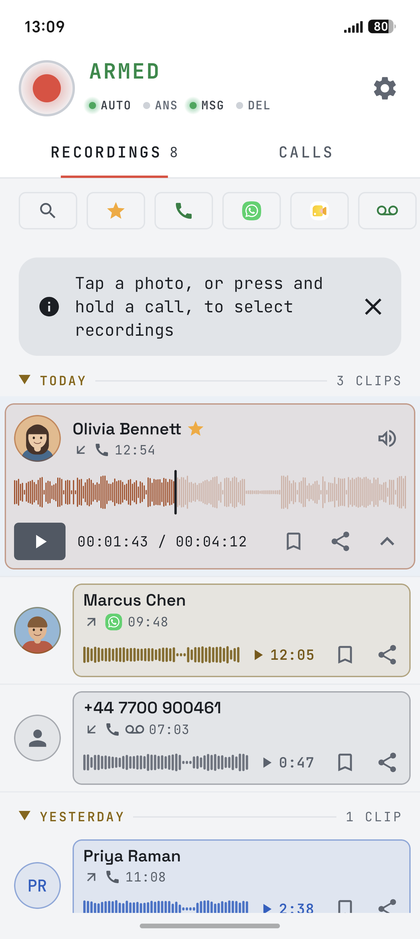 13:09
80
ARMED
AUTO ANS MSG DEL
RECORDINGS 8 CALLS
Tap a photo, or press and
hold a call, to select
recordings
TODAY 3 CLIPS
Olivia Bennett
12:54
00:01:43 / 00:04:12
Marcus Chen
09:48
12:05
+44 7700 900461
07:03
0:47
YESTERDAY 1 CLIP
Priya Raman
PR
11:08
2:38